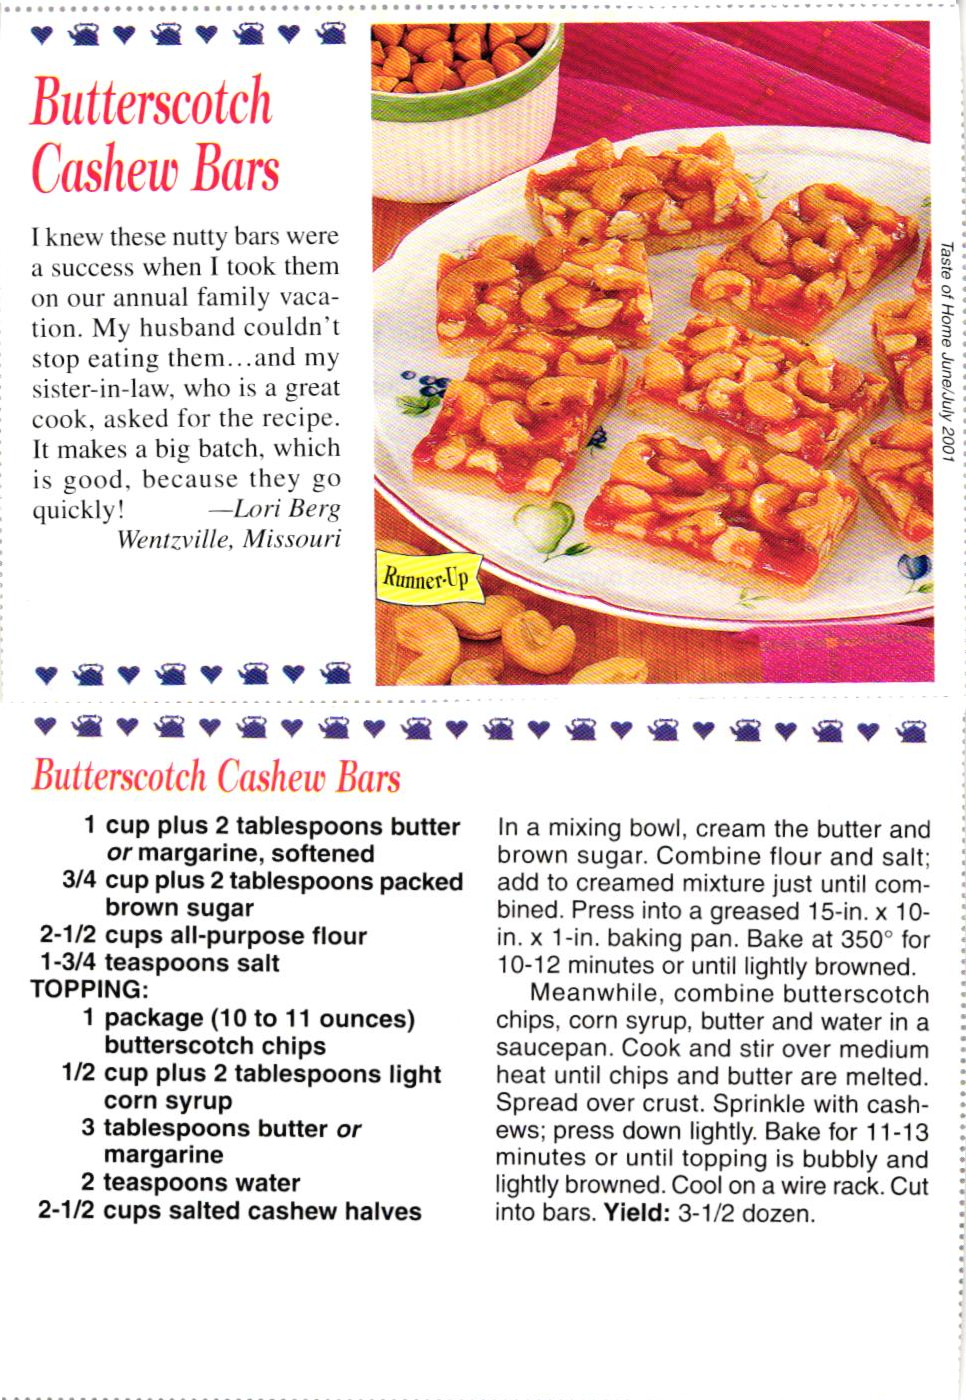 Butterscotch
Cashew Bars
I knew these nutty bars were
a success when I took them
on our annual family vaca-
tion. My husband couldn't
stop eating them...and my
sister-in-law, who is a great
cook, asked for the recipe.
It makes a big batch, which
is good, because they go
quickly! —Lori Berg
Wentzville, Missouri
Runner-Up
Taste of Home June/July 2001
Butterscotch Cashew Bars
1 cup plus 2 tablespoons butter
or margarine, softened
3/4 cup plus 2 tablespoons packed
brown sugar
2-1/2 cups all-purpose flour
1-3/4 teaspoons salt
TOPPING:
1 package (10 to 11 ounces)
butterscotch chips
1/2 cup plus 2 tablespoons light
corn syrup
3 tablespoons butter or
margarine
2 teaspoons water
2-1/2 cups salted cashew halves
In a mixing bowl, cream the butter and
brown sugar. Combine flour and salt;
add to creamed mixture just until com-
bined. Press into a greased 15-in. x 10-
in. x 1-in. baking pan. Bake at 350° for
10-12 minutes or until lightly browned.
Meanwhile, combine butterscotch
chips, corn syrup, butter and water in a
saucepan. Cook and stir over medium
heat until chips and butter are melted.
Spread over crust. Sprinkle with cash-
ews; press down lightly. Bake for 11-13
minutes or until topping is bubbly and
lightly browned. Cool on a wire rack. Cut
into bars. Yield: 3-1/2 dozen.